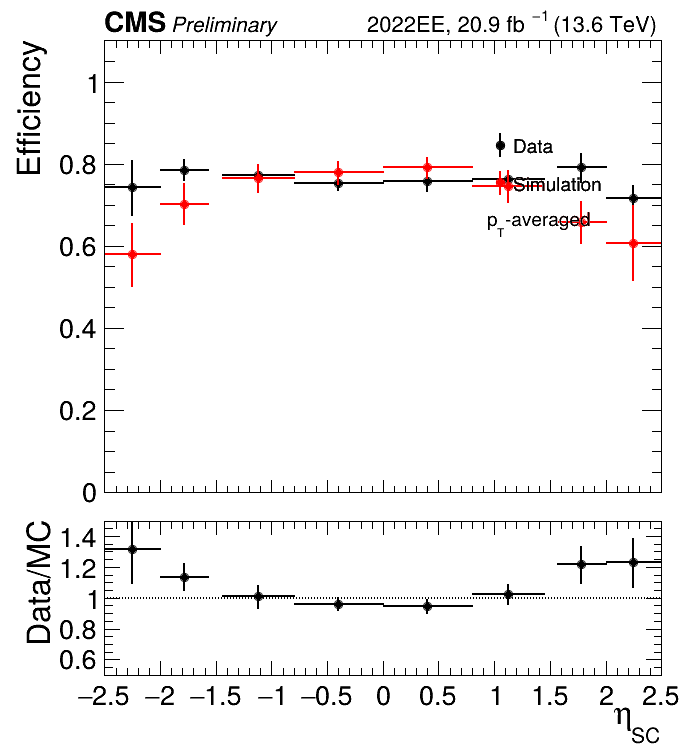 CMS Preliminary 2022EE, 20.9 fb⁻¹ (13.6 TeV)
Efficiency
1
0.8
0.6
0.4
0.2
0
Data
Simulation
p_T-averaged
Data/MC
1.4
1.2
1
0.8
0.6
−2.5 −2 −1.5 −1 −0.5 0 0.5 1 1.5 2 2.5
η_SC